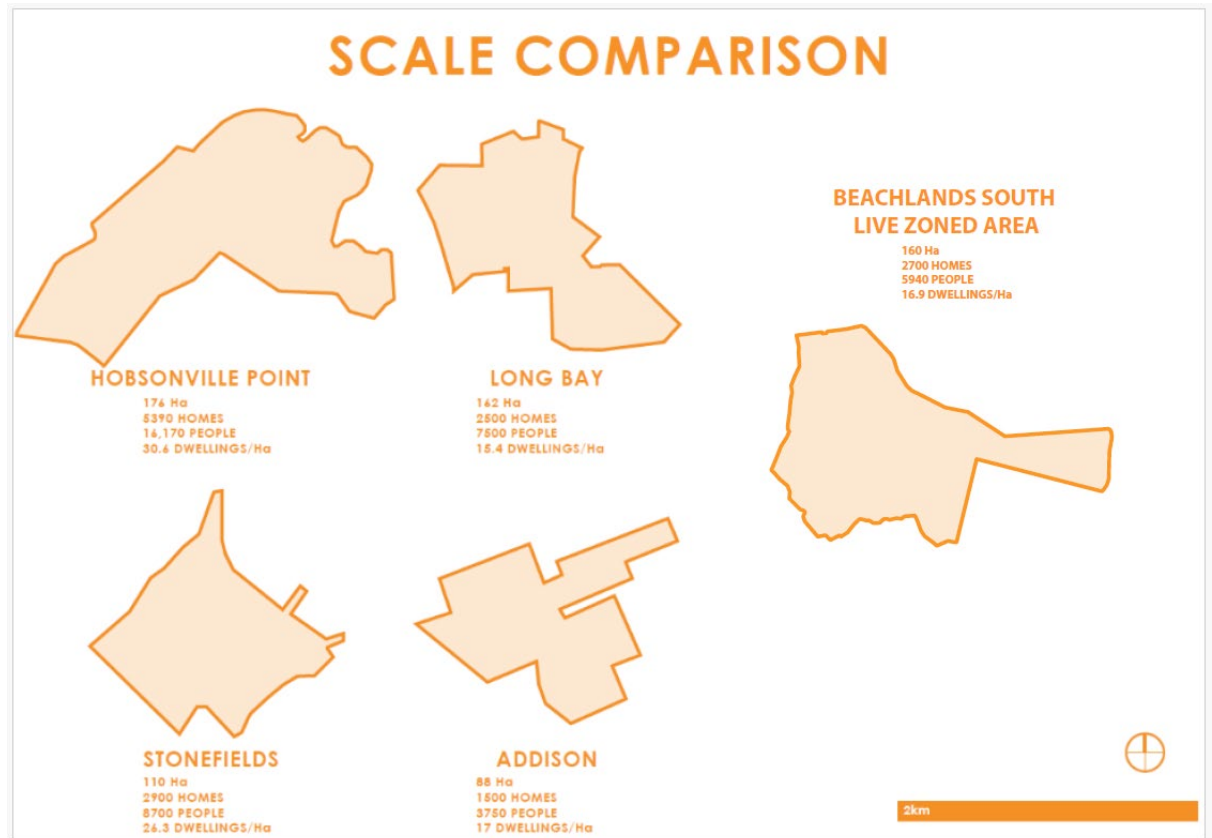 SCALE COMPARISON
HOBSONVILLE POINT
176 Ha
5390 HOMES
16,170 PEOPLE
30.6 DWELLINGS/Ha
LONG BAY
162 Ha
2500 HOMES
7500 PEOPLE
15.4 DWELLINGS/Ha
BEACHLANDS SOUTH
LIVE ZONED AREA
160 Ha
2700 HOMES
5940 PEOPLE
16.9 DWELLINGS/Ha
STONEFIELDS
110 Ha
2900 HOMES
8700 PEOPLE
26.3 DWELLINGS/Ha
ADDISON
88 Ha
1500 HOMES
3750 PEOPLE
17 DWELLINGS/Ha
2km